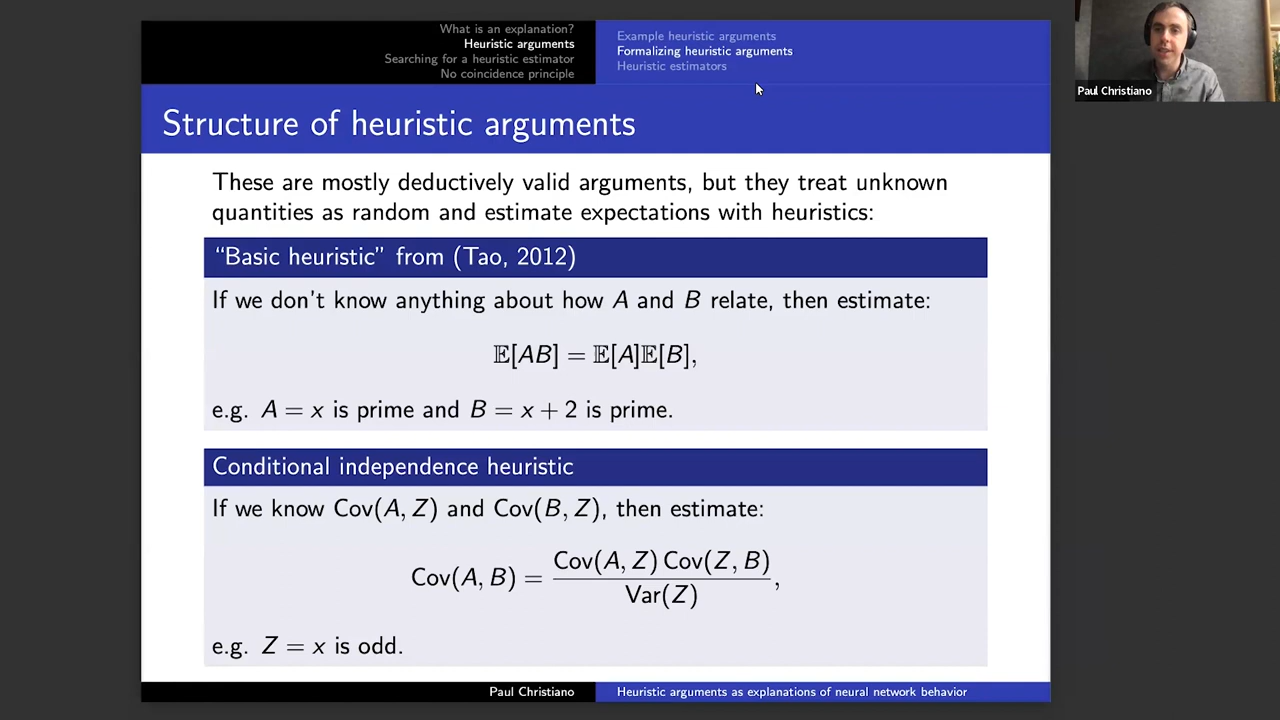 What is an explanation?
Heuristic arguments
Searching for a heuristic estimator
No coincidence principle
Example heuristic arguments
Formalizing heuristic arguments
Heuristic estimators
Paul Christiano
Structure of heuristic arguments
These are mostly deductively valid arguments, but they treat unknown
quantities as random and estimate expectations with heuristics:
“Basic heuristic” from (Tao, 2012)
If we don't know anything about how A and B relate, then estimate:
𝔼[AB] = 𝔼[A]𝔼[B],
e.g. A = x is prime and B = x + 2 is prime.
Conditional independence heuristic
If we know Cov(A, Z) and Cov(B, Z), then estimate:
Cov(A, B) = Cov(A, Z) Cov(Z, B) / Var(Z),
e.g. Z = x is odd.
Paul Christiano
Heuristic arguments as explanations of neural network behavior